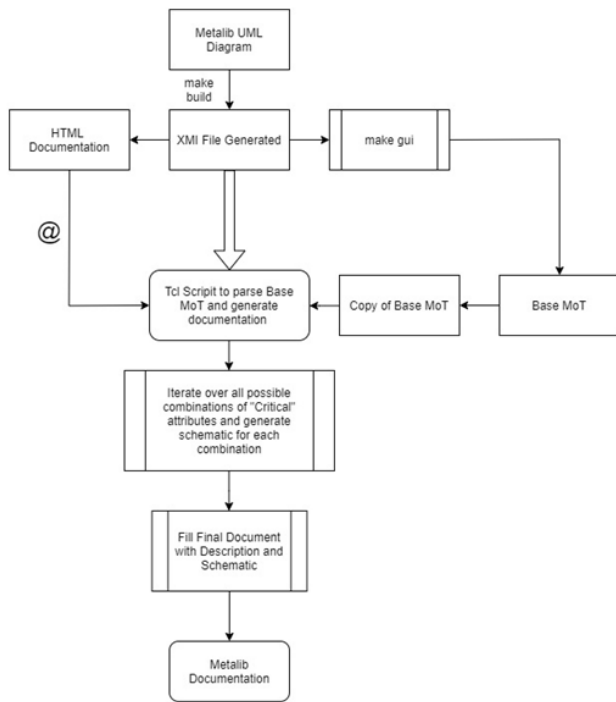 Metalib UML
Diagram
make
build
HTML
Documentation
XMI File Generated
make gui
@
Tcl Scripit to parse Base
MoT and generate
documentation
Copy of Base MoT
Base MoT
Iterate over all possible
combinations of "Critical"
attributes and generate
schematic for each
combination
Fill Final Document
with Description and
Schematic
Metalib
Documentation